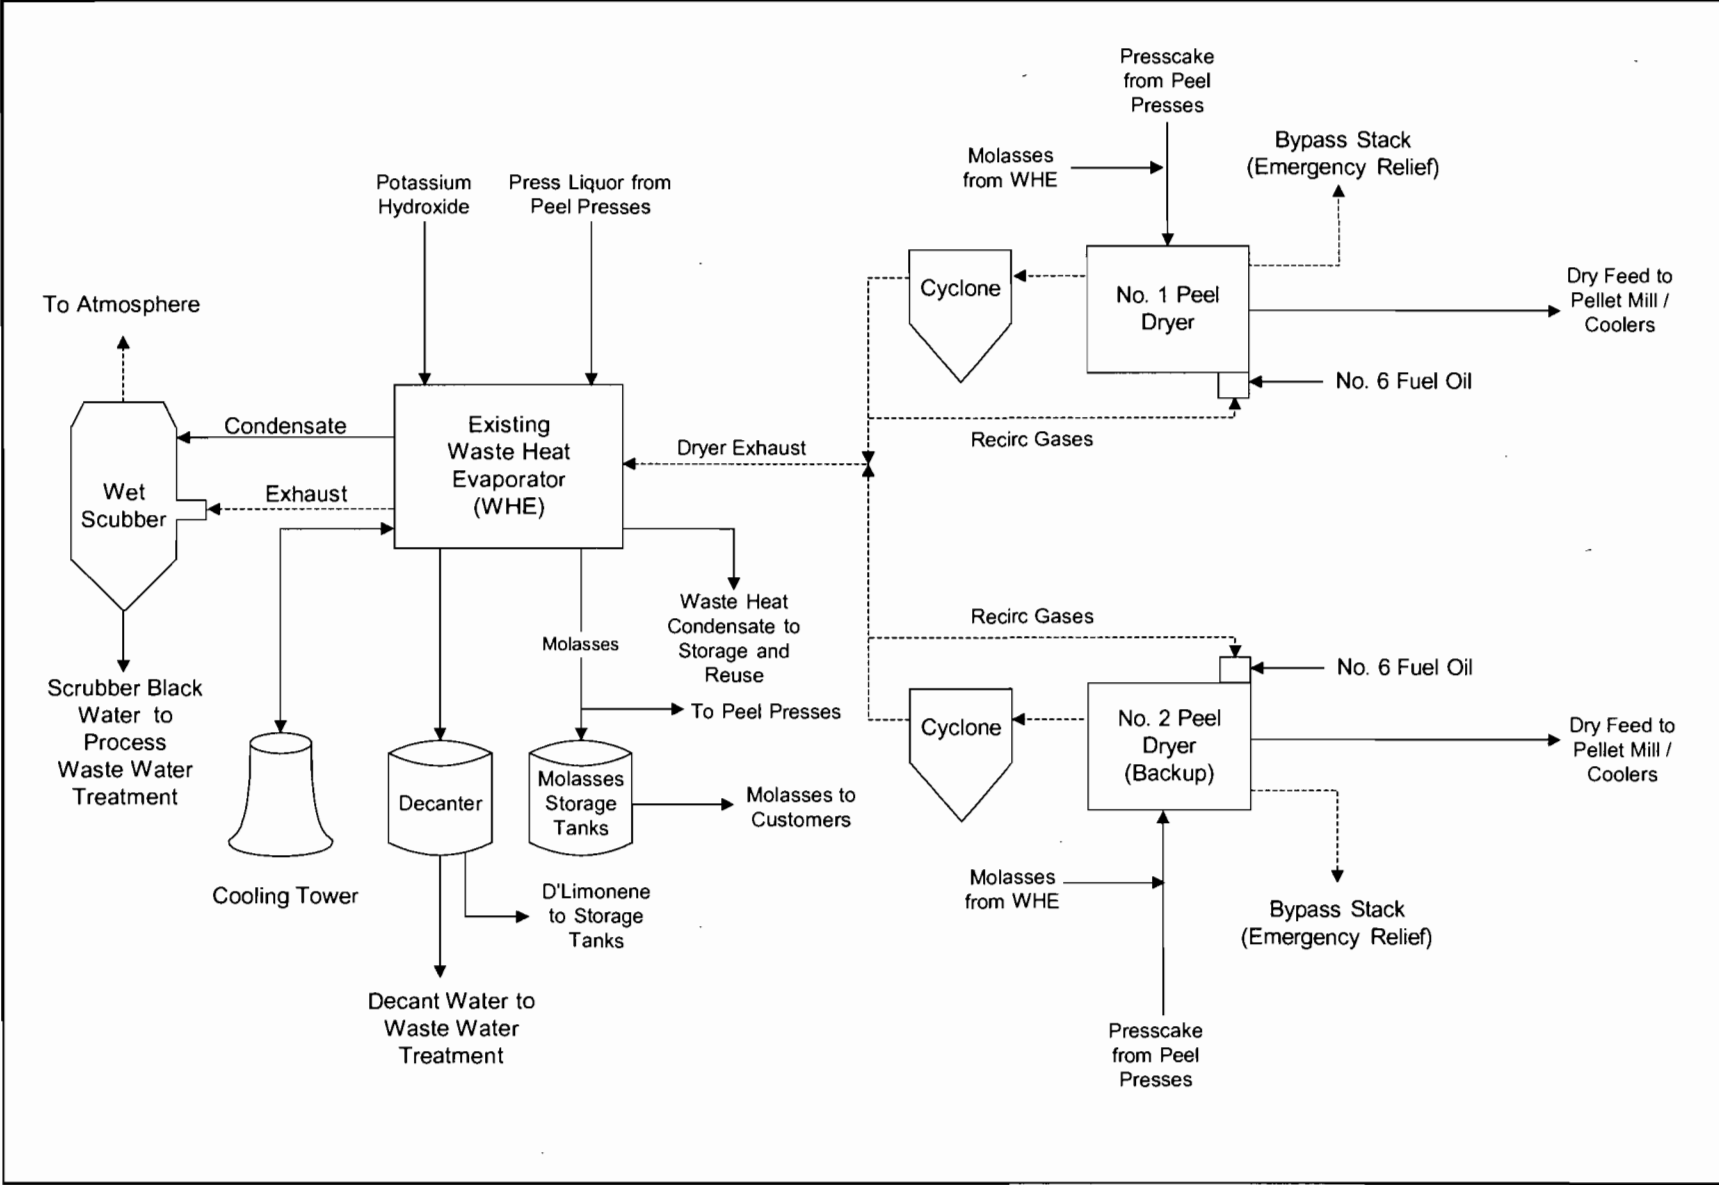 Presscake
from Peel
Presses
Molasses
from WHE
Bypass Stack
(Emergency Relief)
Potassium
Hydroxide
Press Liquor from
Peel Presses
To Atmosphere
Cyclone
No. 1 Peel
Dryer
Dry Feed to
Pellet Mill /
Coolers
No. 6 Fuel Oil
Recirc Gases
Condensate
Existing
Waste Heat
Evaporator
(WHE)
Dryer Exhaust
Wet
Scubber
Exhaust
Waste Heat
Condensate to
Storage and
Reuse
Molasses
To Peel Presses
Recirc Gases
No. 6 Fuel Oil
Scrubber Black
Water to
Process
Waste Water
Treatment
Cyclone
No. 2 Peel
Dryer
(Backup)
Dry Feed to
Pellet Mill /
Coolers
Decanter
Molasses
Storage
Tanks
Molasses to
Customers
Cooling Tower
D'Limonene
to Storage
Tanks
Molasses
from WHE
Bypass Stack
(Emergency Relief)
Decant Water to
Waste Water
Treatment
Presscake
from Peel
Presses